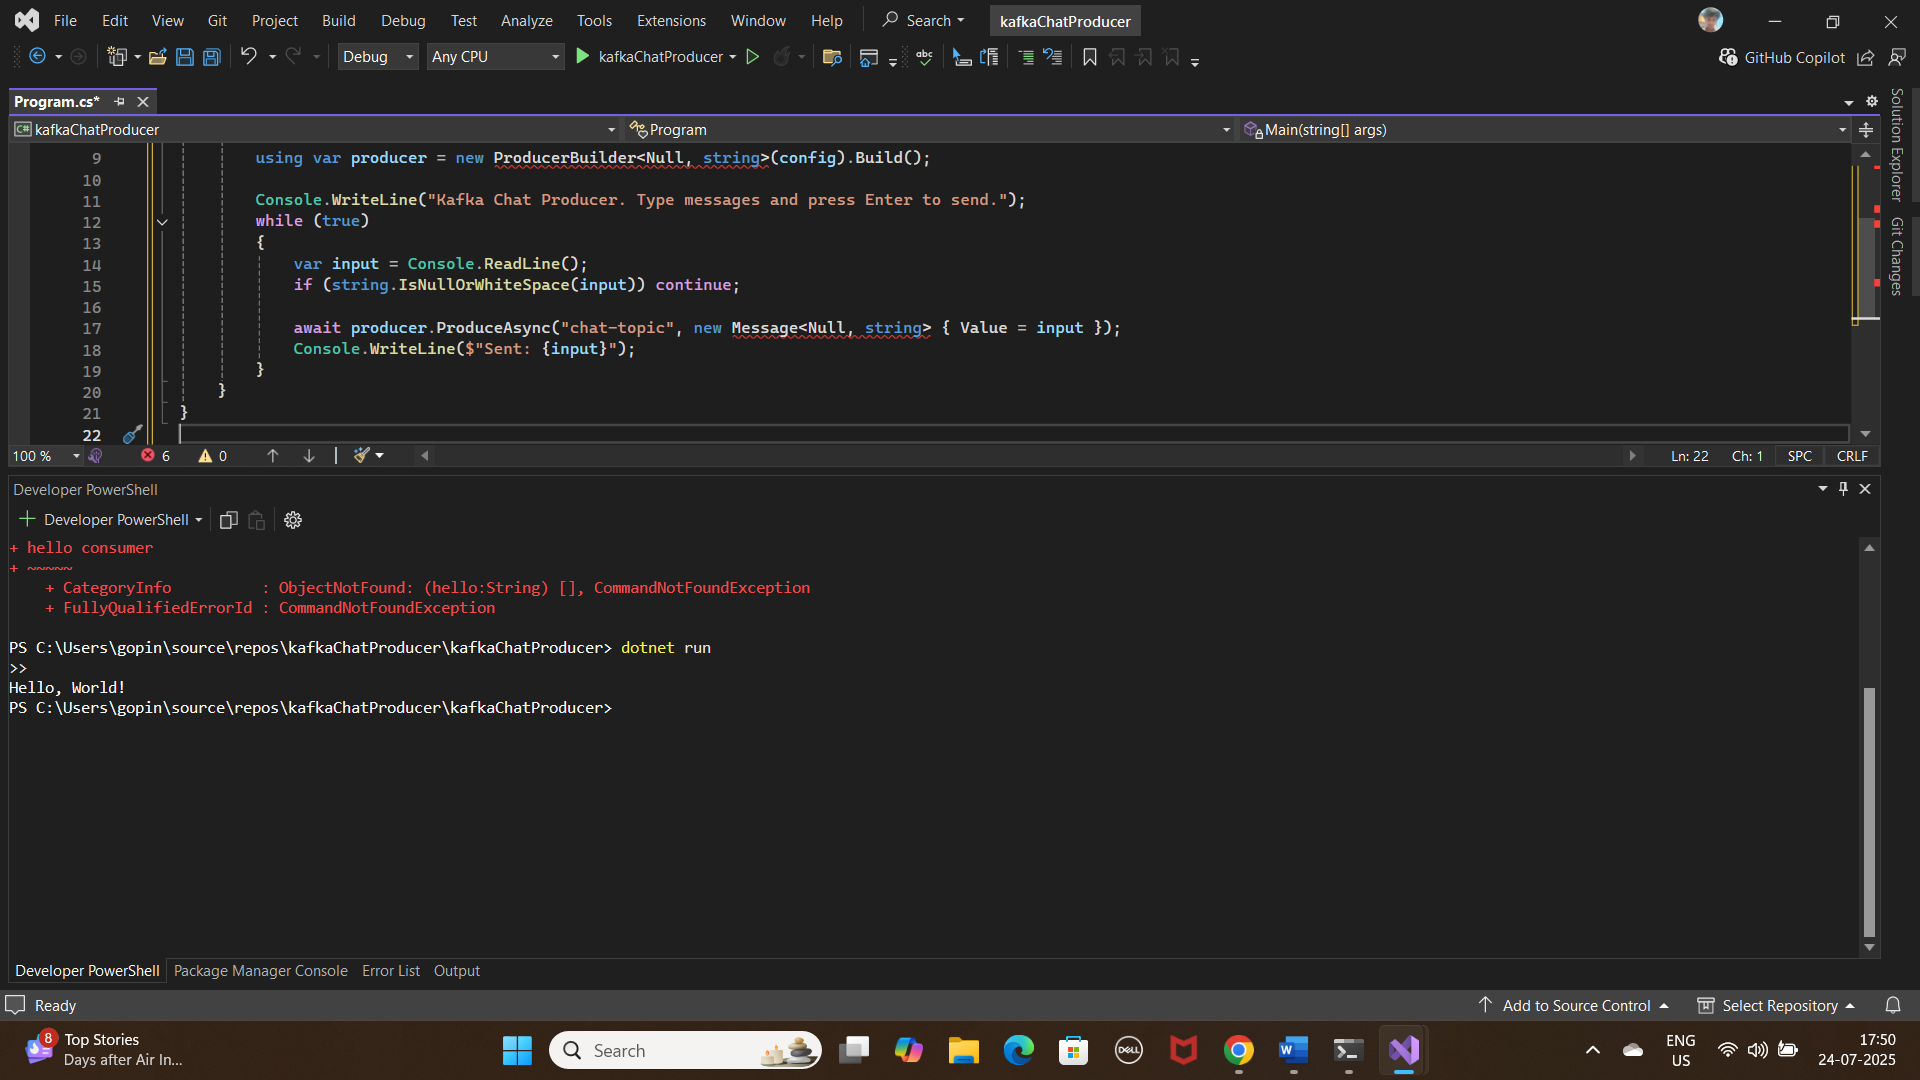 File Edit View Git Project Build Debug Test Analyze Tools Extensions Window Help Search kafkaChatProducer
Debug Any CPU kafkaChatProducer abc GitHub Copilot
Program.cs*
C# kafkaChatProducer Program Main(string[] args)
Solution Explorer
Git Changes
9 using var producer = new ProducerBuilder<Null, string>(config).Build();
10
11 Console.WriteLine("Kafka Chat Producer. Type messages and press Enter to send.");
12 while (true)
13 {
14 var input = Console.ReadLine();
15 if (string.IsNullOrWhiteSpace(input)) continue;
16
17 await producer.ProduceAsync("chat-topic", new Message<Null, string> { Value = input });
18 Console.WriteLine($"Sent: {input}");
19 }
20 }
21 }
22
100 % 6 0 Ln: 22 Ch: 1 SPC CRLF
Developer PowerShell
+ Developer PowerShell
+ hello consumer
+ ~~~~~
+ CategoryInfo : ObjectNotFound: (hello:String) [], CommandNotFoundException
+ FullyQualifiedErrorId : CommandNotFoundException
PS C:\Users\gopin\source\repos\kafkaChatProducer\kafkaChatProducer> dotnet run
>>
Hello, World!
PS C:\Users\gopin\source\repos\kafkaChatProducer\kafkaChatProducer>
Developer PowerShell Package Manager Console Error List Output
Ready Add to Source Control Select Repository
8 Top Stories
Days after Air In...
Search
DELL
W
ENG
US
17:50
24-07-2025